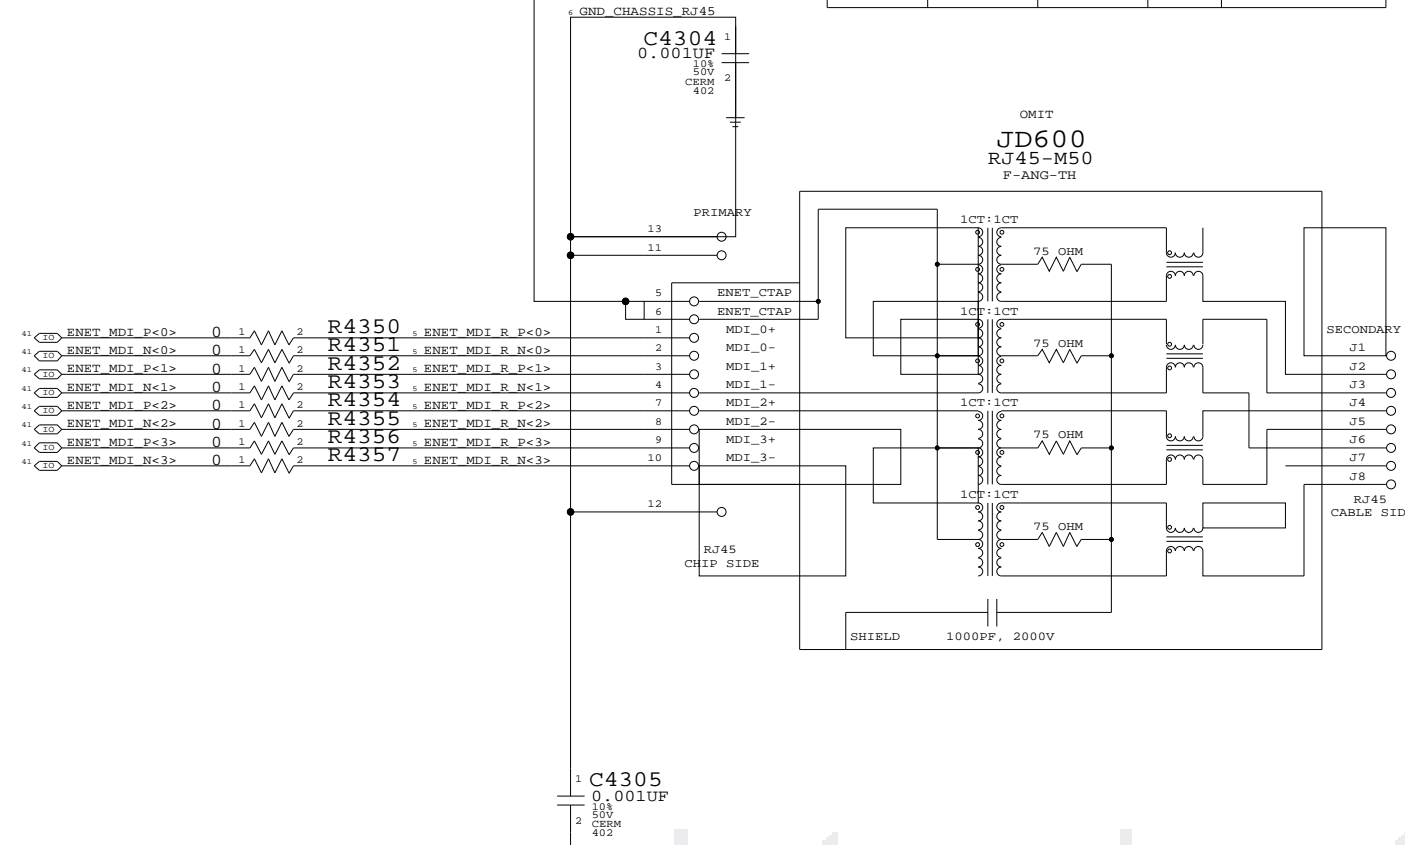 6 GND_CHASSIS_RJ45
C4304 1
0.001UF
10%
50V
CERM 2
402
OMIT
JD600
RJ45-M50
F-ANG-TH
PRIMARY
13
11
5 ENET_CTAP
6 ENET_CTAP
41 IO ENET_MDI_P<0> 0 1 2 R4350 5 ENET_MDI_R_P<0> 1 MDI_0+
41 IO ENET_MDI_N<0> 0 1 2 R4351 5 ENET_MDI_R_N<0> 2 MDI_0-
41 IO ENET_MDI_P<1> 0 1 2 R4352 5 ENET_MDI_R_P<1> 3 MDI_1+
41 IO ENET_MDI_N<1> 0 1 2 R4353 5 ENET_MDI_R_N<1> 4 MDI_1-
41 IO ENET_MDI_P<2> 0 1 2 R4354 5 ENET_MDI_R_P<2> 7 MDI_2+
41 IO ENET_MDI_N<2> 0 1 2 R4355 5 ENET_MDI_R_N<2> 8 MDI_2-
41 IO ENET_MDI_P<3> 0 1 2 R4356 5 ENET_MDI_R_P<3> 9 MDI_3+
41 IO ENET_MDI_N<3> 0 1 2 R4357 5 ENET_MDI_R_N<3> 10 MDI_3-
12
RJ45
CHIP SIDE
1CT:1CT
75 OHM
1CT:1CT
75 OHM
1CT:1CT
75 OHM
1CT:1CT
75 OHM
SHIELD 1000PF, 2000V
SECONDARY
J1
J2
J3
J4
J5
J6
J7
J8
RJ45
CABLE SID
1 C4305
0.001UF
10%
50V
2 CERM
402